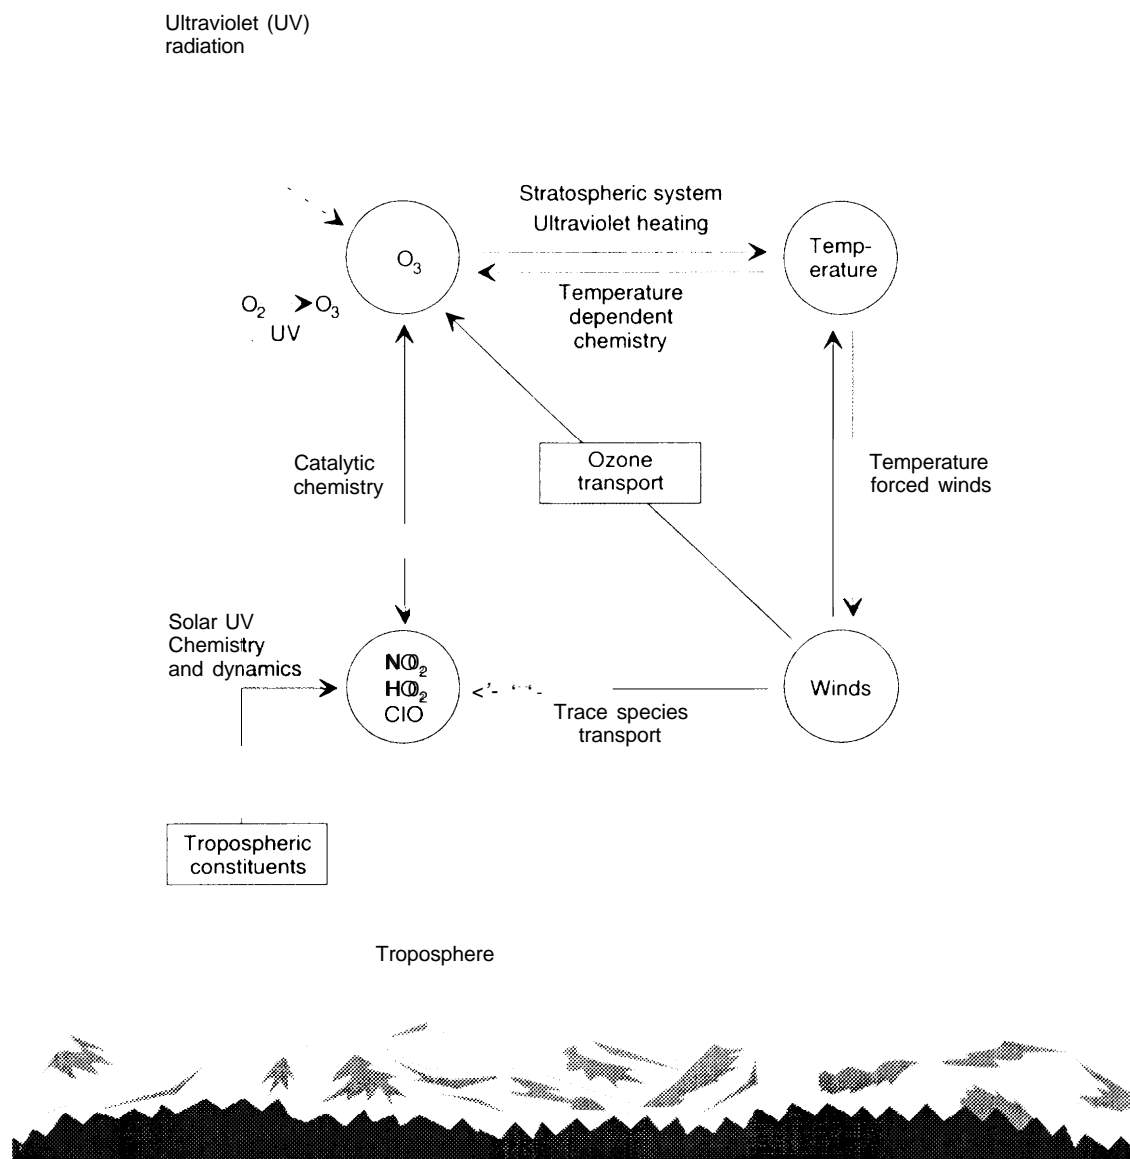 Ultraviolet (UV)
radiation
Stratospheric system
Ultraviolet heating
O₃
Temp-
erature
O₂ ➤ O₃
UV
Temperature
dependent
chemistry
Catalytic
chemistry
Ozone
transport
Temperature
forced winds
Solar UV
Chemistry
and dynamics
NO₂
HO₂
ClO
Winds
Trace species
transport
Tropospheric
constituents
Troposphere